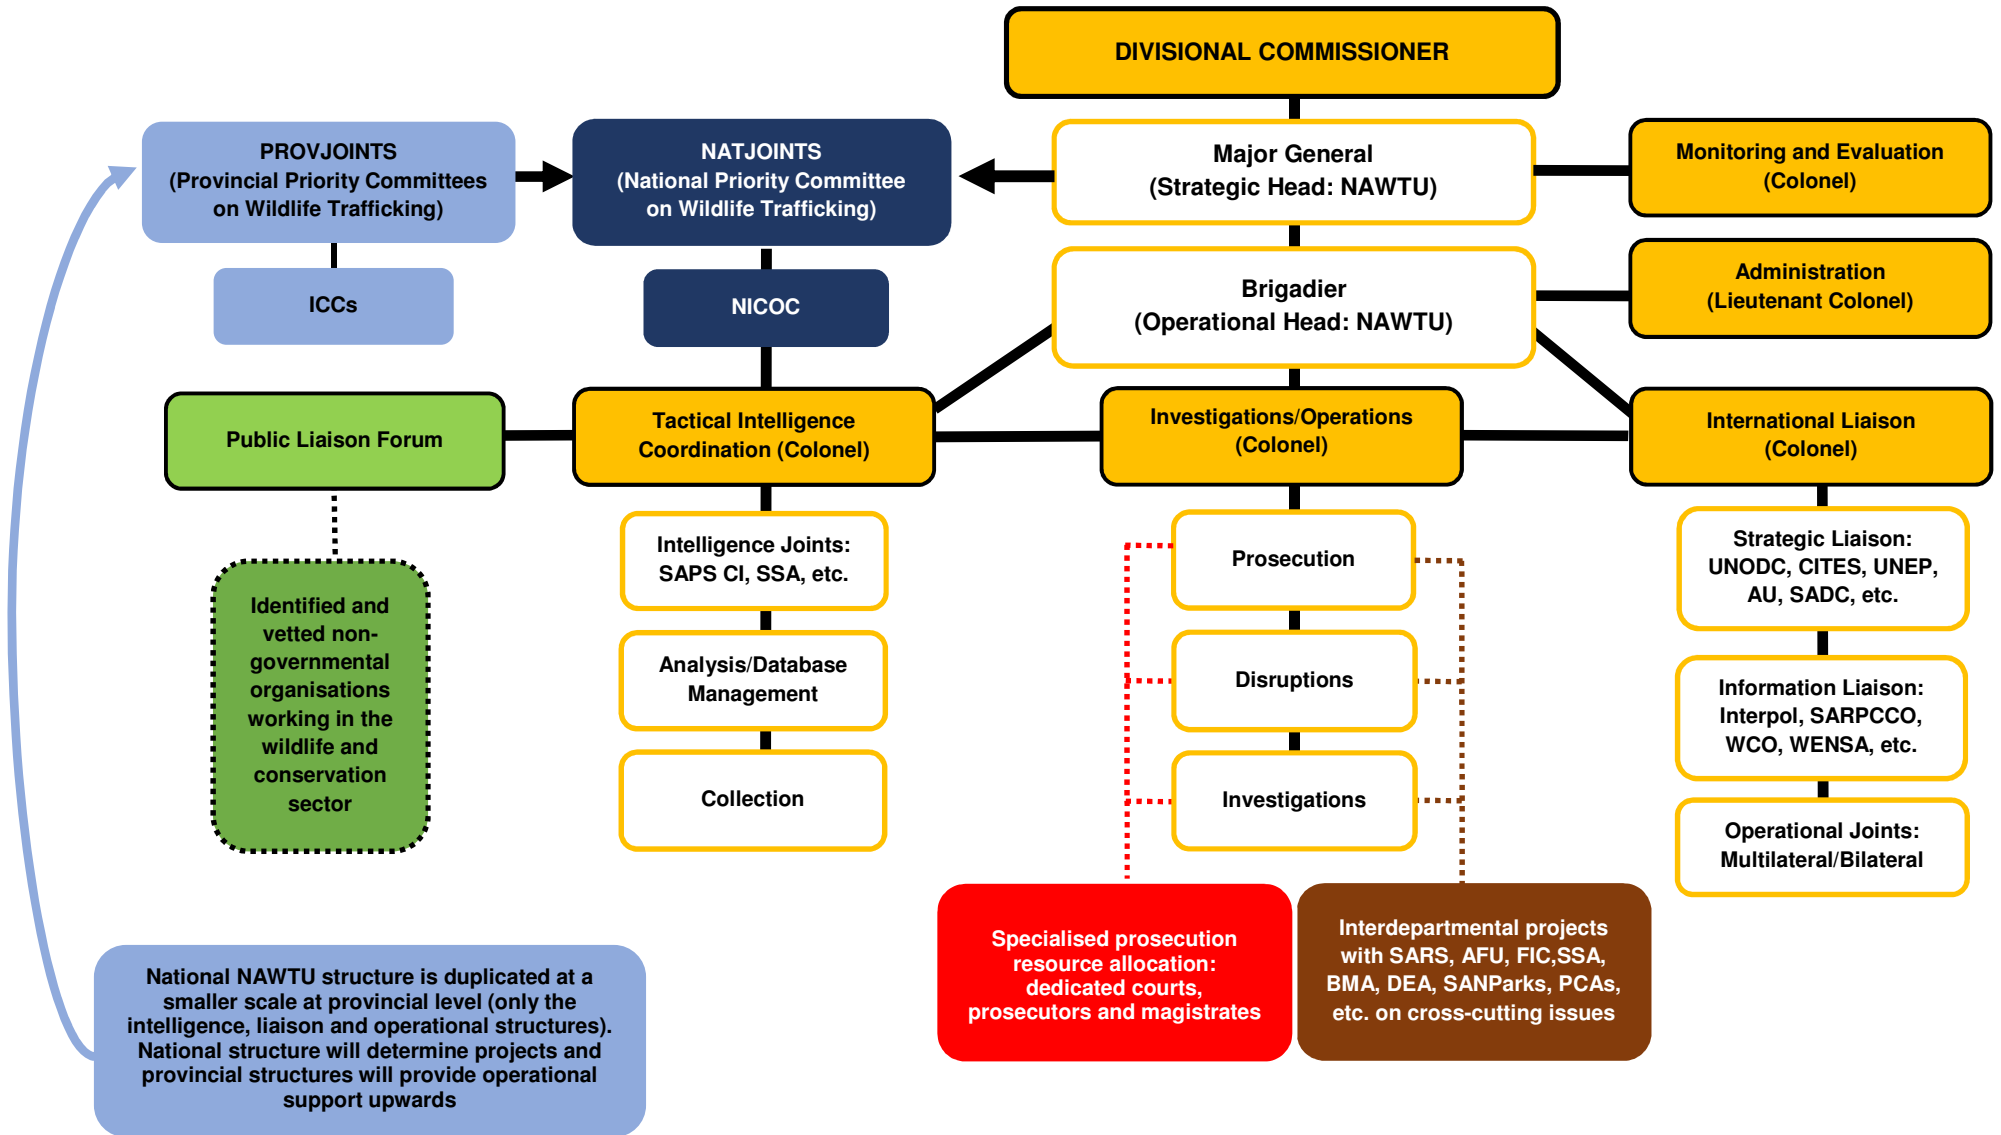 DIVISIONAL COMMISSIONER
PROVJOINTS
(Provincial Priority Committees
on Wildlife Trafficking)
NATJOINTS
(National Priority Committee
on Wildlife Trafficking)
Major General
(Strategic Head: NAWTU)
Monitoring and Evaluation
(Colonel)
ICCs
NICOC
Brigadier
(Operational Head: NAWTU)
Administration
(Lieutenant Colonel)
Public Liaison Forum
Tactical Intelligence
Coordination (Colonel)
Investigations/Operations
(Colonel)
International Liaison
(Colonel)
Identified and
vetted non-
governmental
organisations
working in the
wildlife and
conservation
sector
Intelligence Joints:
SAPS CI, SSA, etc.
Analysis/Database
Management
Collection
Prosecution
Disruptions
Investigations
Strategic Liaison:
UNODC, CITES, UNEP,
AU, SADC, etc.
Information Liaison:
Interpol, SARPCCO,
WCO, WENSA, etc.
Operational Joints:
Multilateral/Bilateral
National NAWTU structure is duplicated at a
smaller scale at provincial level (only the
intelligence, liaison and operational structures).
National structure will determine projects and
provincial structures will provide operational
support upwards
Specialised prosecution
resource allocation:
dedicated courts,
prosecutors and magistrates
Interdepartmental projects
with SARS, AFU, FIC,SSA,
BMA, DEA, SANParks, PCAs,
etc. on cross-cutting issues